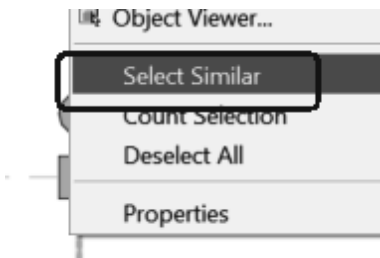 Object Viewer...
Select Similar
Count Selection
Deselect All
Properties